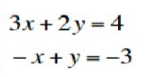 3x + 2y = 4
−x + y = −3